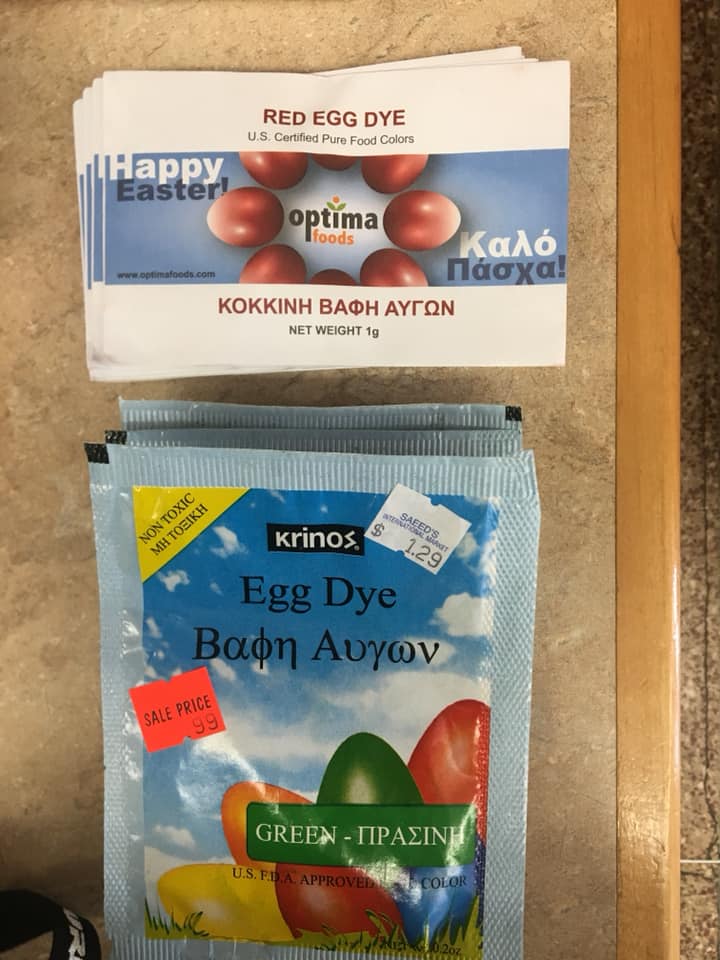 RED EGG DYE
U.S. Certified Pure Food Colors
Happy
Easter!
optima
foods
Καλό
Πάσχα!
www.optimafoods.com
ΚΟΚΚΙΝΗ ΒΑΦΗ ΑΥΓΩΝ
NET WEIGHT 1g
NON TOXIC
ΜΗ ΤΟΞΙΚΗ
KRINOS
SAEED'S
INTERNATIONAL MARKET
$ 1.29
Egg Dye
Βαφη Αυγων
SALE PRICE
.99
GREEN - ΠΡΑΣΙΝΗ
U.S. F.D.A. APPROVED COLOR
0.2oz